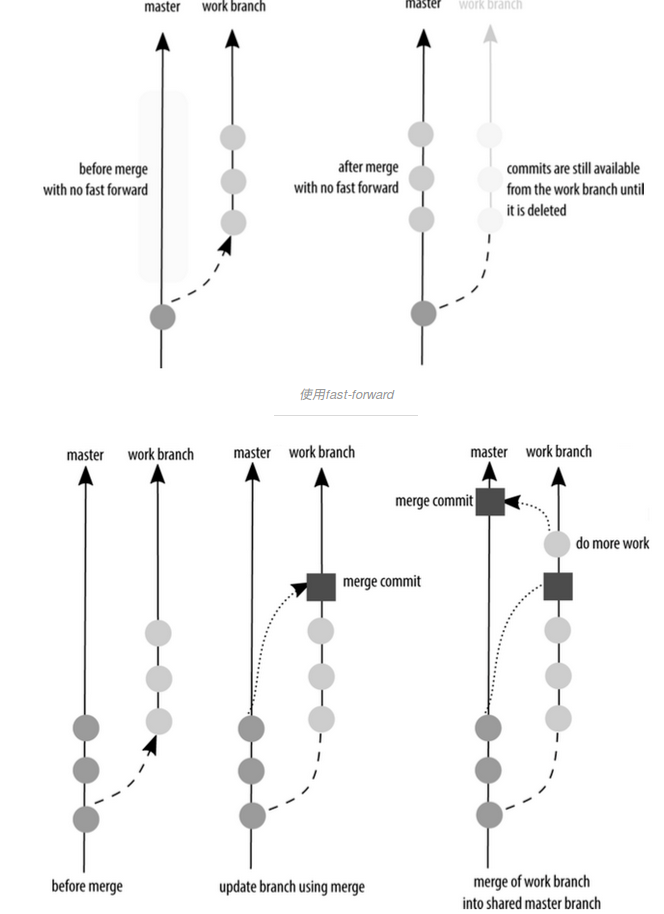 master work branch
master work branch
before merge
with no fast forward
after merge
with no fast forward
commits are still available
from the work branch until
it is deleted
使用fast-forward
master work branch
master work branch
master work branch
merge commit
do more work
merge commit
before merge
update branch using merge
merge of work branch
into shared master branch